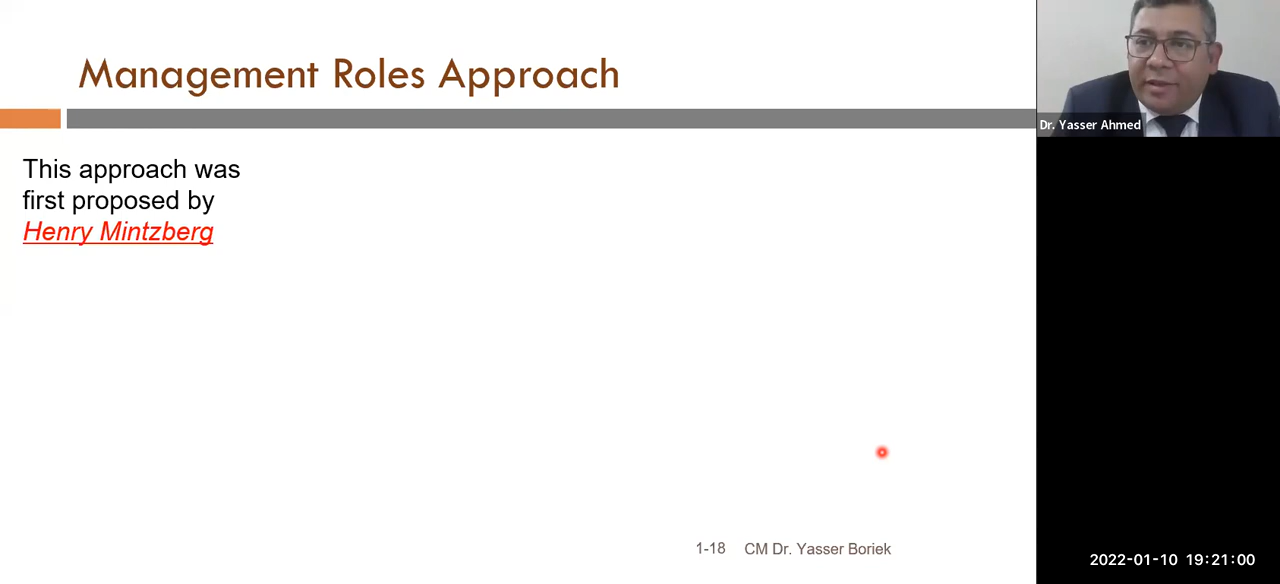 Management Roles Approach
This approach was
first proposed by
Henry Mintzberg
1-18 CM Dr. Yasser Boriek
Dr. Yasser Ahmed
2022-01-10 19:21:00